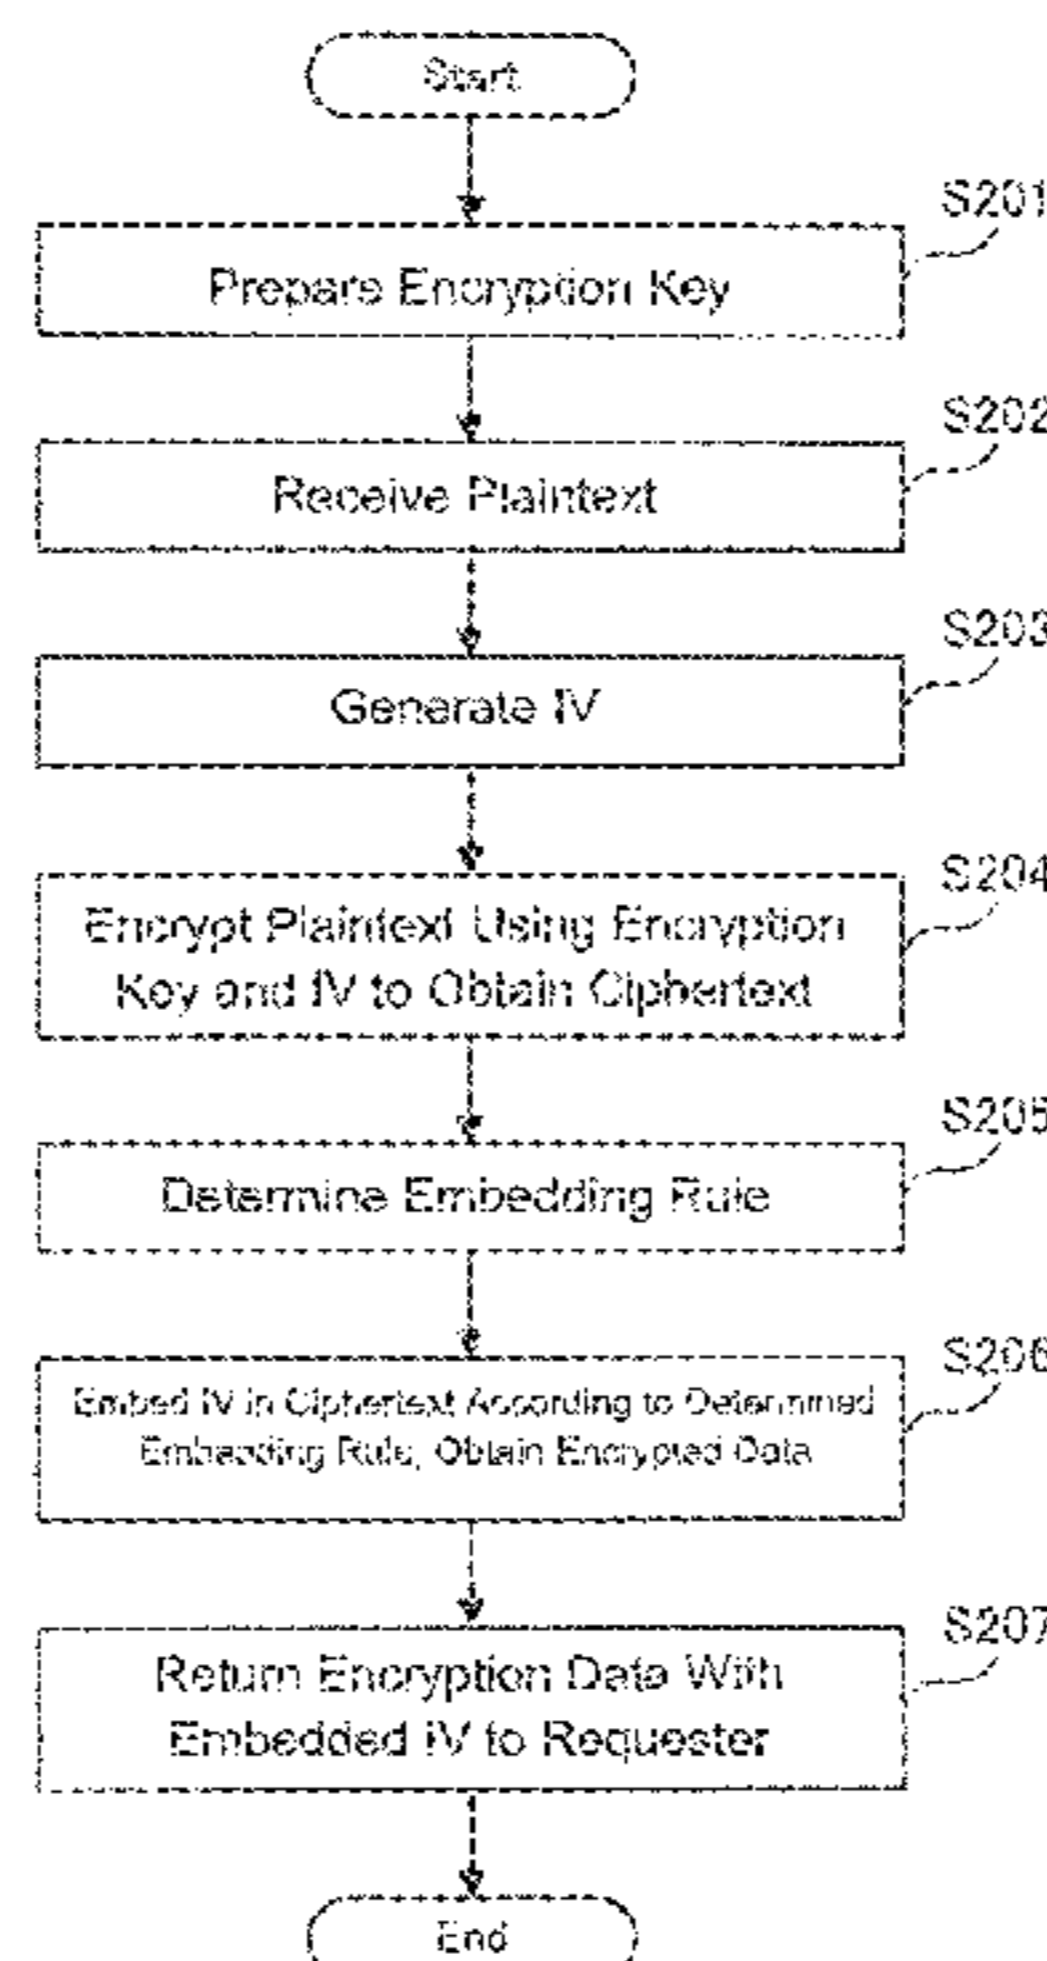 Start
S201
Prepare Encryption Key
S202
Receive Plaintext
S203
Generate IV
S204
Encrypt Plaintext Using Encryption
Key and IV to Obtain Ciphertext
S205
Determine Embedding Rule
S206
Embed IV in Ciphertext According to Determined
Embedding Rule, Obtain Encrypted Data
S207
Return Encryption Data With
Embedded IV to Requester
End